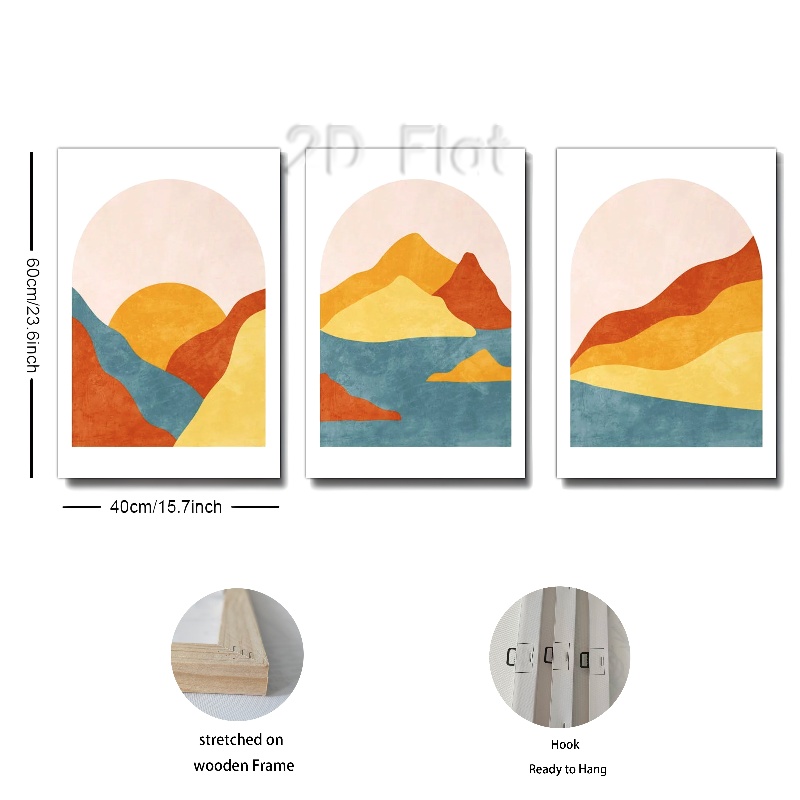 2D Flat
60cm/23.6inch
40cm/15.7inch
stretched on
wooden Frame
Hook
Ready to Hang